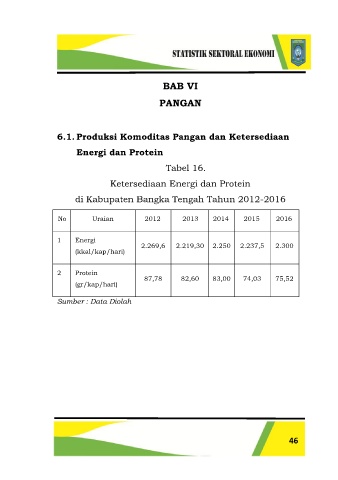 STATISTIK SEKTORAL EKONOMI
BAB VI
PANGAN
6.1. Produksi Komoditas Pangan dan Ketersediaan
Energi dan Protein
Tabel 16.
Ketersediaan Energi dan Protein
di Kabupaten Bangka Tengah Tahun 2012-2016
No Uraian 2012 2013 2014 2015 2016
1 Energi
(kkal/kap/hari) 2.269,6 2.219,30 2.250 2.237,5 2.300
2 Protein
(gr/kap/hari) 87,78 82,60 83,00 74,03 75,52
Sumber : Data Diolah
46